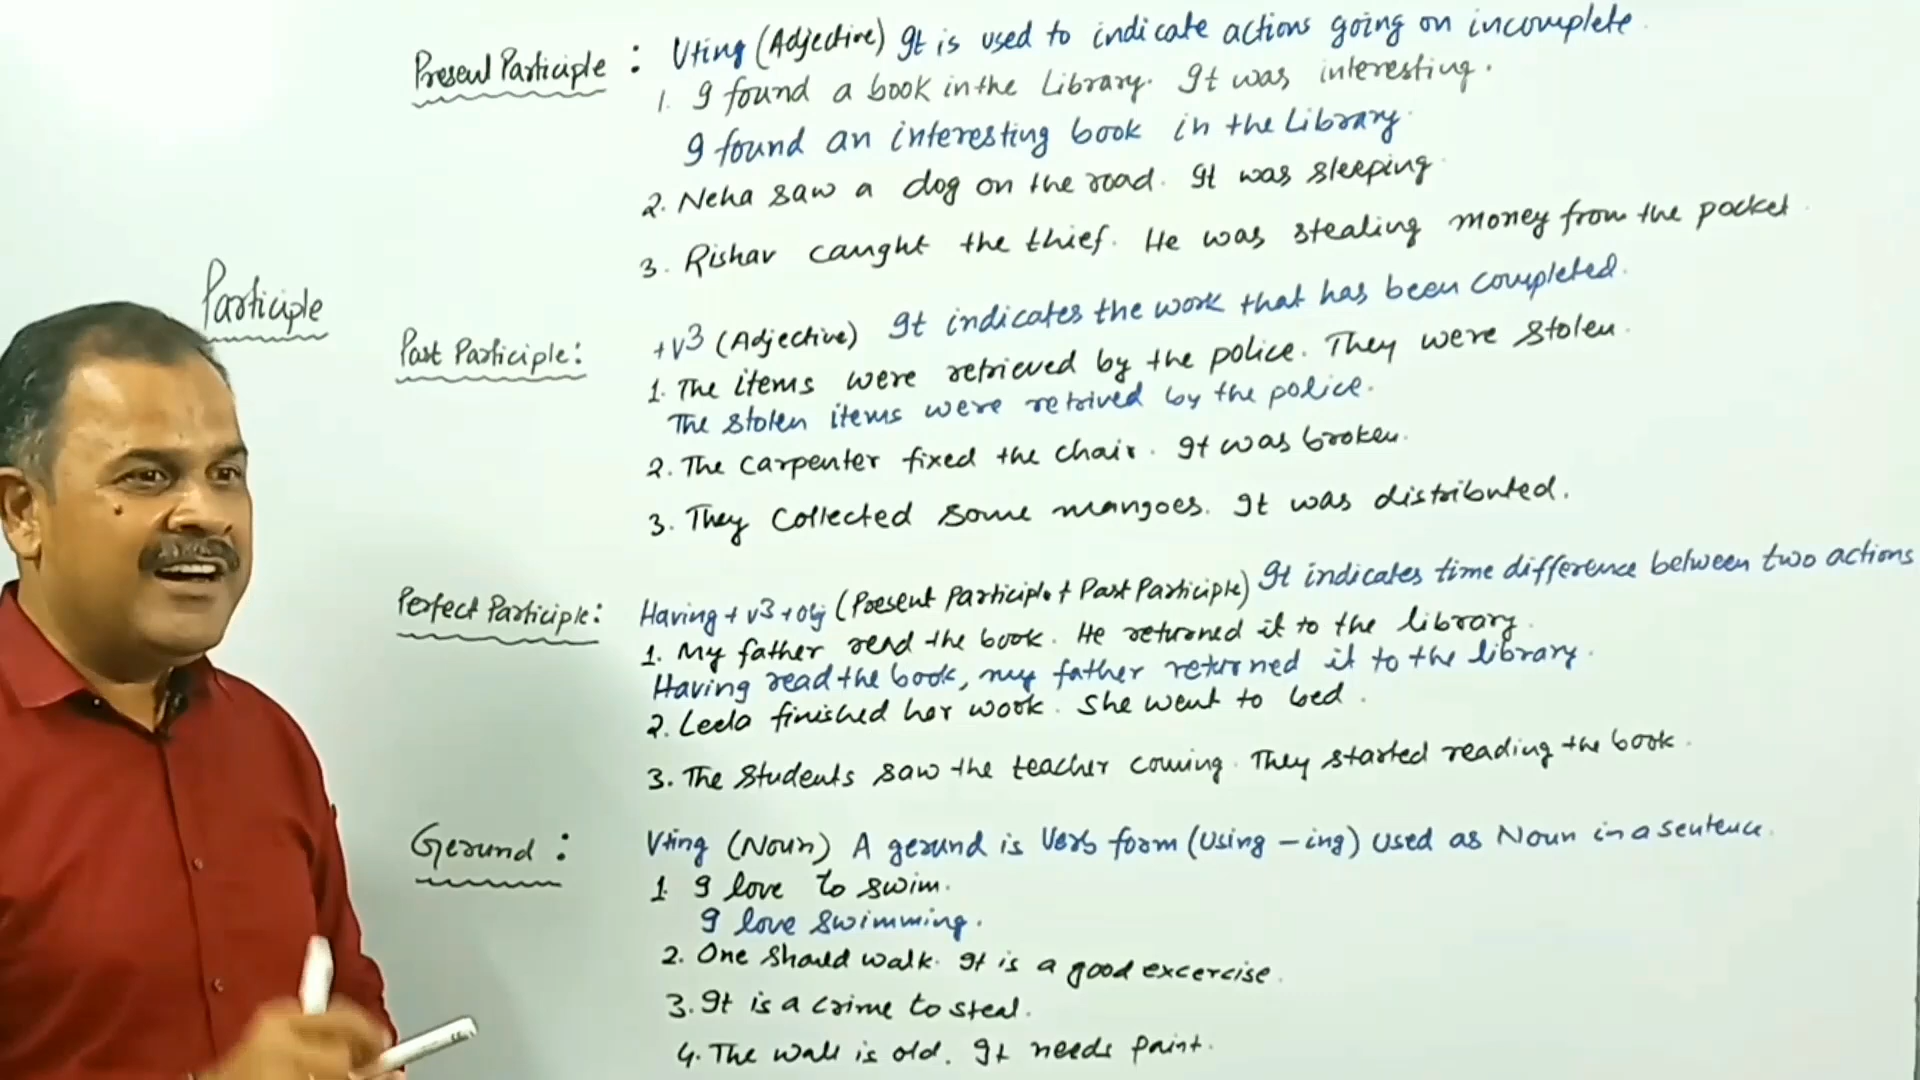 Present Participle : V+ing (Adjective) It is used to indicate actions going on incomplete.
1. I found a book in the Library. It was interesting.
I found an interesting book in the Library.
2. Neha saw a dog on the road. It was sleeping.
3. Rishav caught the thief. He was stealing money from the pocket.
Participle
Past Participle : +V3 (Adjective) It indicates the work that has been completed.
1. The items were retrieved by the police. They were stolen.
The stolen items were retrived by the police.
2. The Carpenter fixed the chair. It was broken.
3. They Collected some mangoes. It was distributed.
Perfect Participle : Having + v3 + obj (Present Participle + Past Participle) It indicates time difference between two actions
1. My father read the book. He returned it to the library.
Having read the book, my father returned it to the library.
2. Leela finished her work. She went to bed.
3. The Students saw the teacher coming. They started reading the book.
Gerund : V+ing (Noun) A gerund is Verb form (using -ing) used as Noun in a sentence.
1. I love to swim.
I love swimming.
2. One should walk. It is a good excercise.
3. It is a crime to steal.
4. The wall is old. It needs paint.